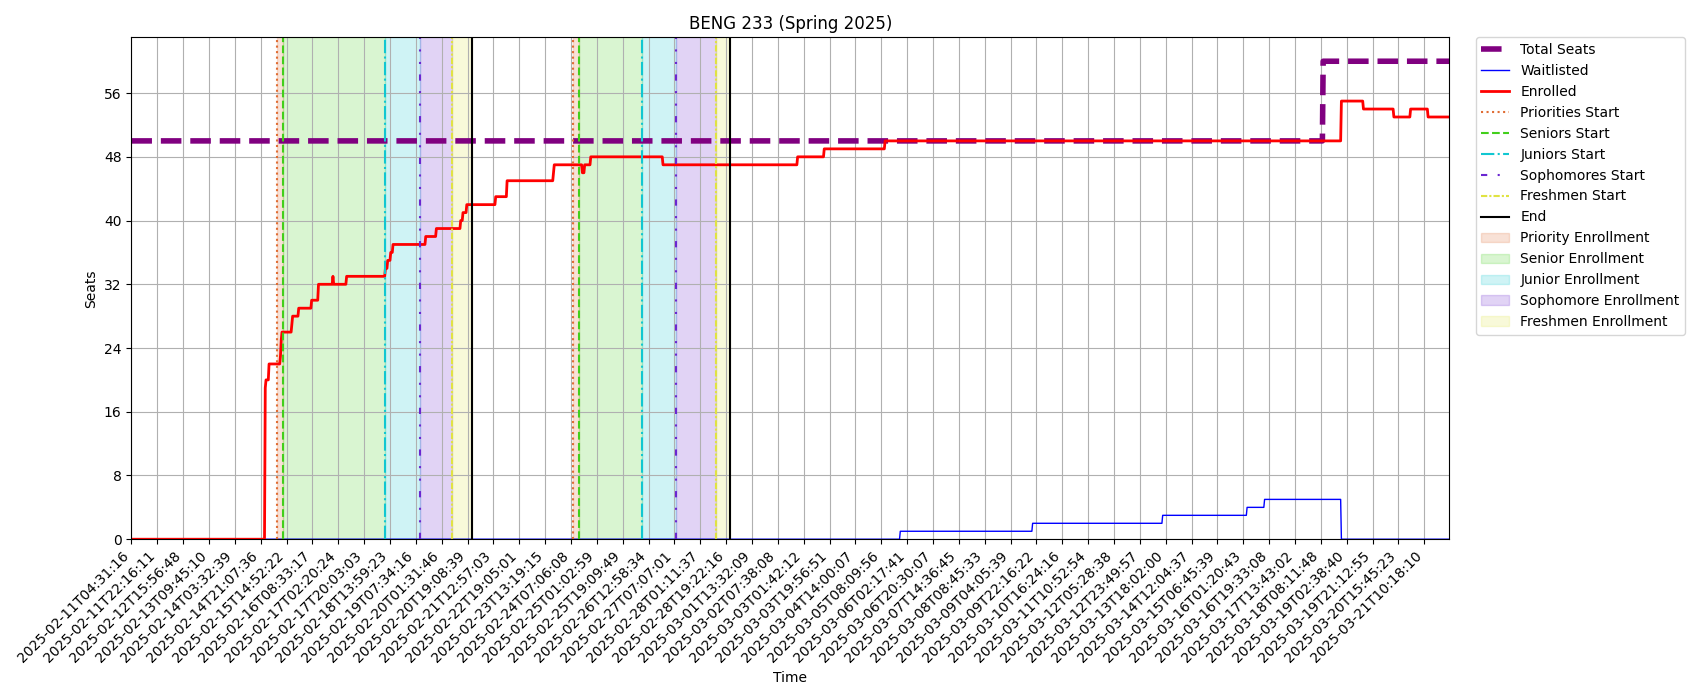 BENG 233 (Spring 2025)
Total Seats
Waitlisted
Enrolled
Priorities Start
Seniors Start
Juniors Start
Sophomores Start
Freshmen Start
End
Priority Enrollment
Senior Enrollment
Junior Enrollment
Sophomore Enrollment
Freshmen Enrollment
Seats
56
48
40
32
24
16
8
0
2025-02-11T04:31:16
2025-02-11T22:16:11
2025-02-12T15:56:48
2025-02-13T09:45:10
2025-02-14T03:32:39
2025-02-14T21:07:36
2025-02-15T14:52:22
2025-02-16T08:33:17
2025-02-17T02:20:24
2025-02-17T20:03:03
2025-02-18T13:59:23
2025-02-19T07:34:16
2025-02-20T01:31:46
2025-02-20T19:08:39
2025-02-21T12:57:03
2025-02-22T19:05:01
2025-02-23T13:19:15
2025-02-24T07:06:08
2025-02-25T01:02:59
2025-02-25T19:09:49
2025-02-26T12:58:34
2025-02-27T07:07:01
2025-02-28T01:11:37
2025-02-28T19:22:16
2025-03-01T13:32:09
2025-03-02T07:38:08
2025-03-03T01:42:12
2025-03-03T19:56:51
2025-03-04T14:00:07
2025-03-05T08:09:56
2025-03-06T02:17:41
2025-03-06T20:30:07
2025-03-07T14:36:45
2025-03-08T08:45:33
2025-03-09T04:05:39
2025-03-09T22:16:22
2025-03-10T16:24:16
2025-03-11T10:52:54
2025-03-12T05:28:38
2025-03-12T23:49:57
2025-03-13T18:02:00
2025-03-14T12:04:37
2025-03-15T06:45:39
2025-03-16T01:20:43
2025-03-16T19:33:08
2025-03-17T13:43:02
2025-03-18T08:11:48
2025-03-19T02:38:40
2025-03-19T21:12:55
2025-03-20T15:45:23
2025-03-21T10:18:10
Time